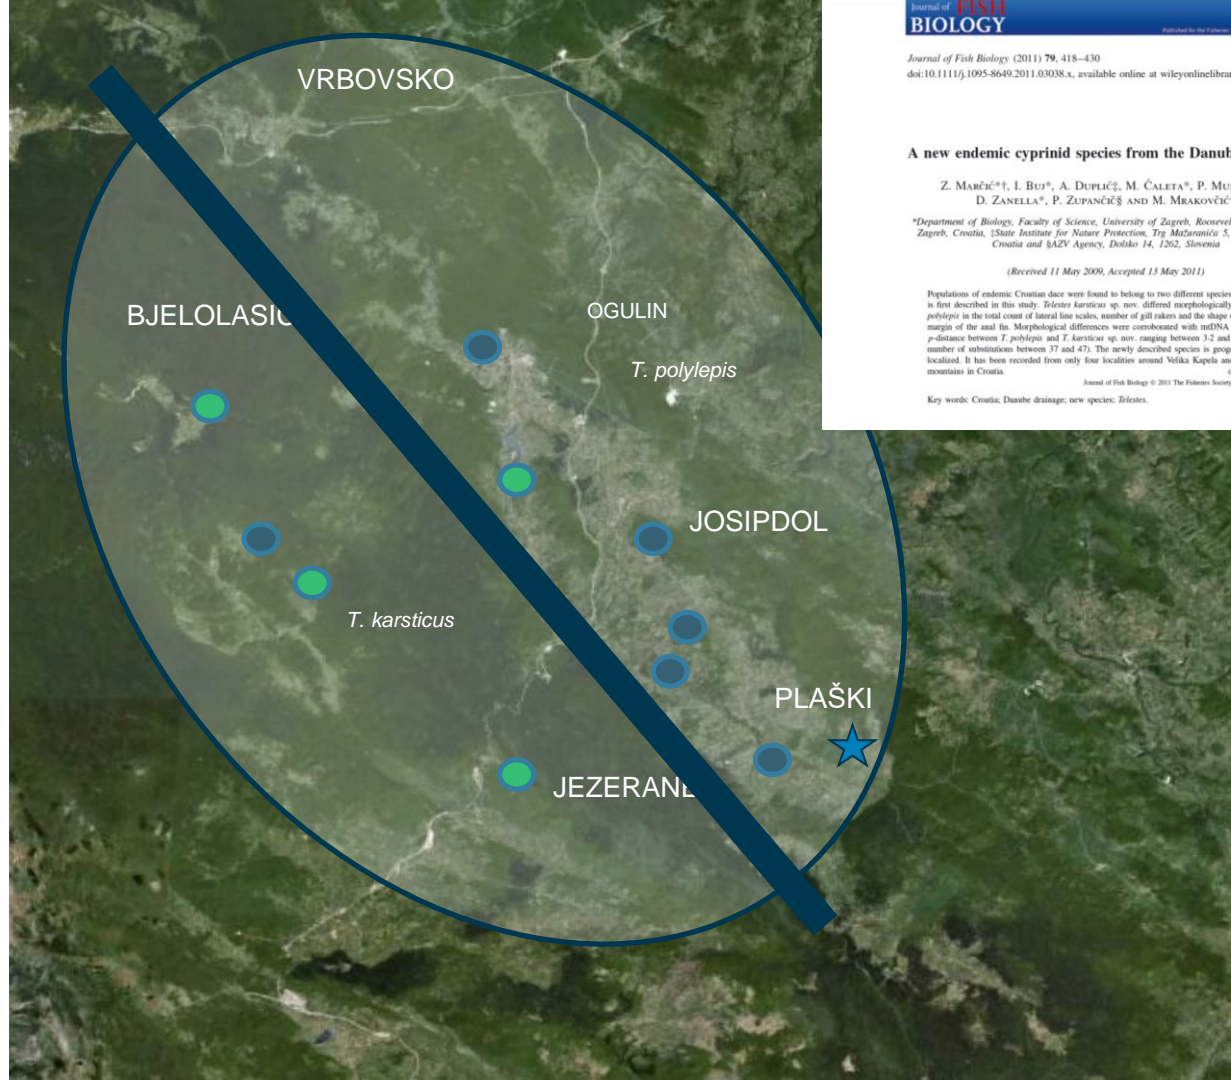 VRBOVSKO
BJELOLASIC
OGULIN
T. polylepis
JOSIPDOL
T. karsticus
PLAŠKI
JEZERANE
Journal of FISH
BIOLOGY
Published for the Fisheries
Journal of Fish Biology (2011) 79, 418–430
doi:10.1111/j.1095-8649.2011.03038.x, available online at wileyonlinelibrar
A new endemic cyprinid species from the Danub
Z. Marčić*†, I. Buj*, A. Duplić‡, M. Ćaleta*, P. Mus
D. Zanella*, P. Zupančič§ and M. Mrakovčić
*Department of Biology, Faculty of Science, University of Zagreb, Roosevel
Zagreb, Croatia, ‡State Institute for Nature Protection, Trg Mažuranića 5,
Croatia and §AZV Agency, Dolsko 14, 1262, Slovenia
(Received 11 May 2009, Accepted 13 May 2011)
Populations of endemic Croatian dace were found to belong to two different species
is first described in this study. Telestes karsticus sp. nov. differed morphologically
polylepis in the total count of lateral line scales, number of gill rakers and the shape
margin of the anal fin. Morphological differences were corroborated with mtDNA
p-distance between T. polylepis and T. karsticus sp. nov. ranging between 3·2 and
number of substitutions between 37 and 47). The newly described species is geogr
localized. It has been recorded from only four localities around Velika Kapela and
mountains in Croatia.
Journal of Fish Biology © 2011 The Fisheries Society
Key words: Croatia; Danube drainage; new species; Telestes.